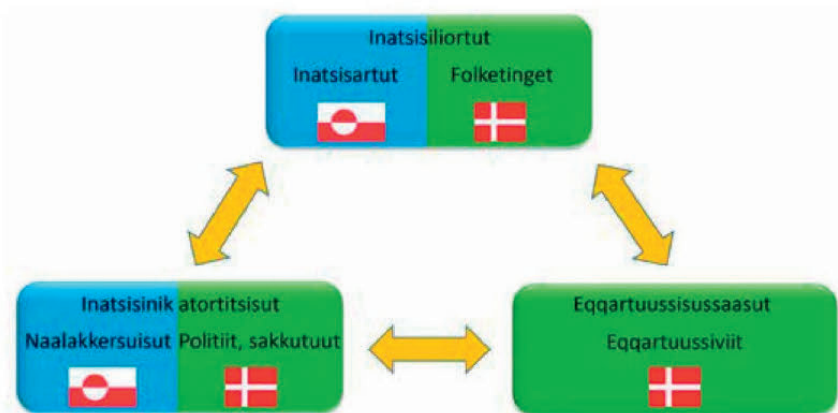 Inatsisiliortut
Inatsisartut Folketinget
Inatsisinik atortitsisut
Naalakkersuisut Politiit, sakkutuut
Eqqartuussisussaasut
Eqqartuussiviit